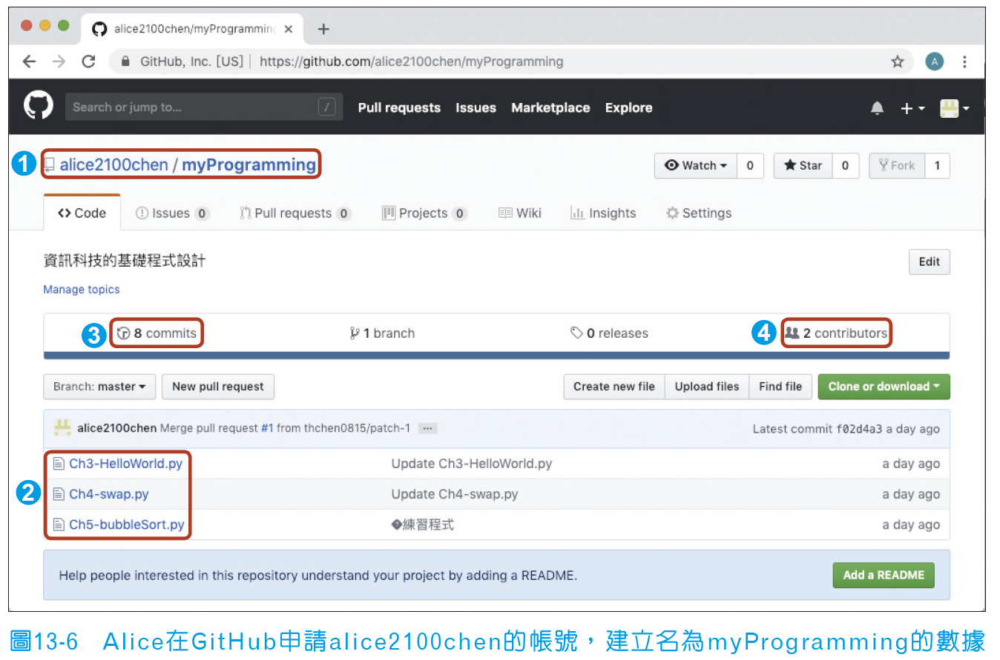 alice2100chen/myProgramming
GitHub, Inc. [US] | https://github.com/alice2100chen/myProgramming A
Search or jump to... / Pull requests Issues Marketplace Explore
1 alice2100chen / myProgramming Watch 0 Star 0 Fork 1
Code Issues 0 Pull requests 0 Projects 0 Wiki Insights Settings
資訊科技的基礎程式設計 Edit
Manage topics
3 8 commits 1 branch 0 releases 4 2 contributors
Branch: master New pull request Create new file Upload files Find file Clone or download
alice2100chen Merge pull request #1 from thchen0815/patch-1 ... Latest commit f02d4a3 a day ago
Ch3-HelloWorld.py Update Ch3-HelloWorld.py a day ago
2 Ch4-swap.py Update Ch4-swap.py a day ago
Ch5-bubbleSort.py �練習程式 a day ago
Help people interested in this repository understand your project by adding a README. Add a README
圖13-6 Alice在GitHub申請alice2100chen的帳號，建立名為myProgramming的數據